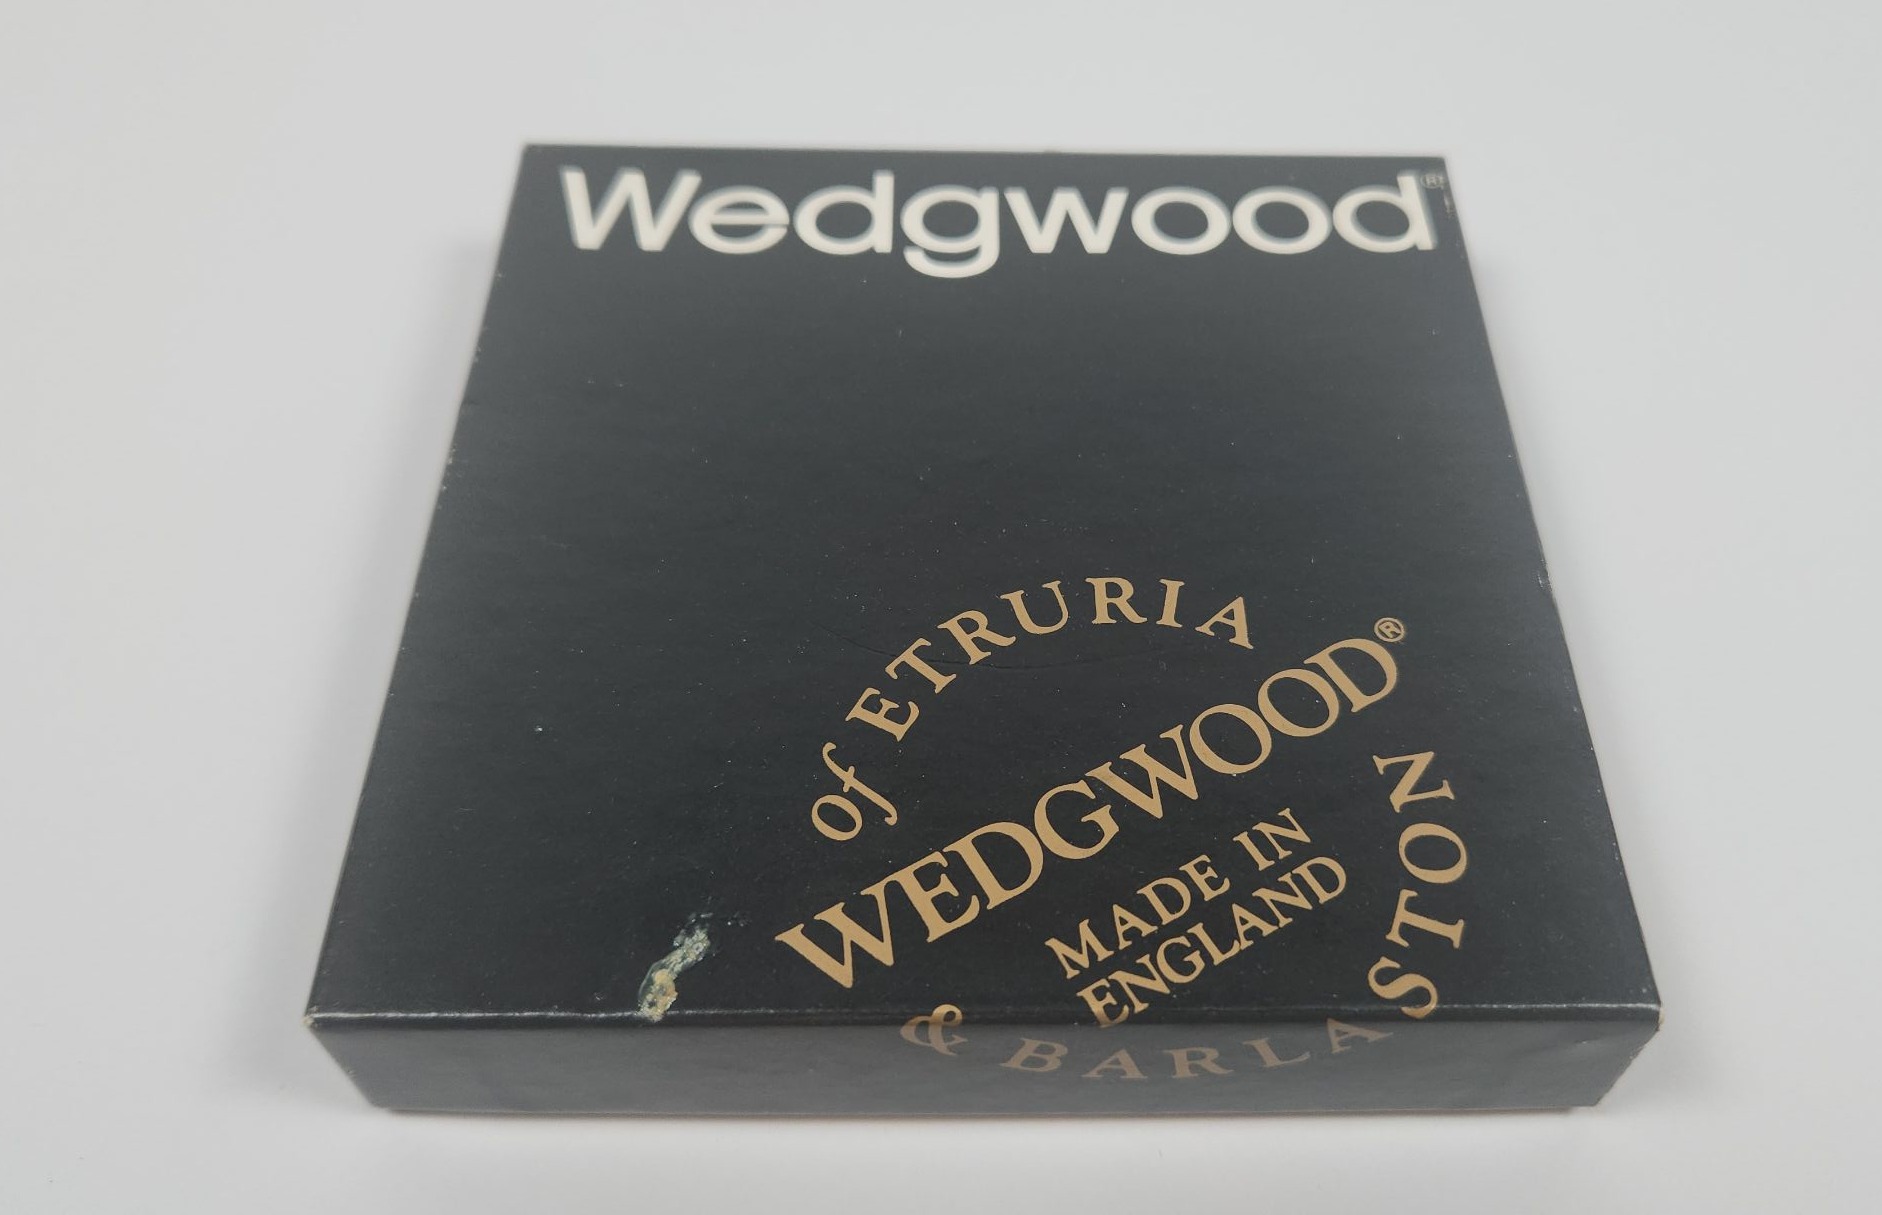 Wedgwood®
of ETRURIA
WEDGWOOD®
MADE IN
ENGLAND
& BARLASTON